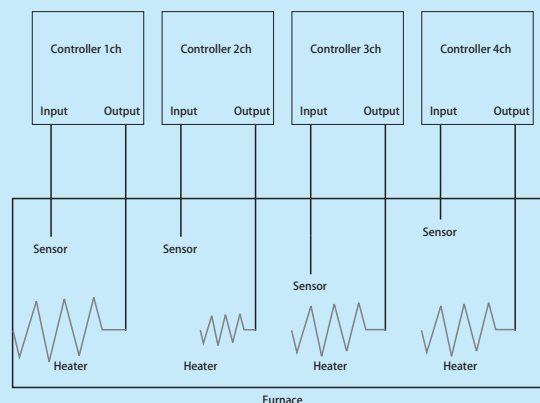 Controller 1ch
Controller 2ch
Controller 3ch
Controller 4ch
Input Output
Input Output
Input Output
Input Output
Sensor
Sensor
Sensor
Sensor
Heater
Heater
Heater
Heater
Furnace